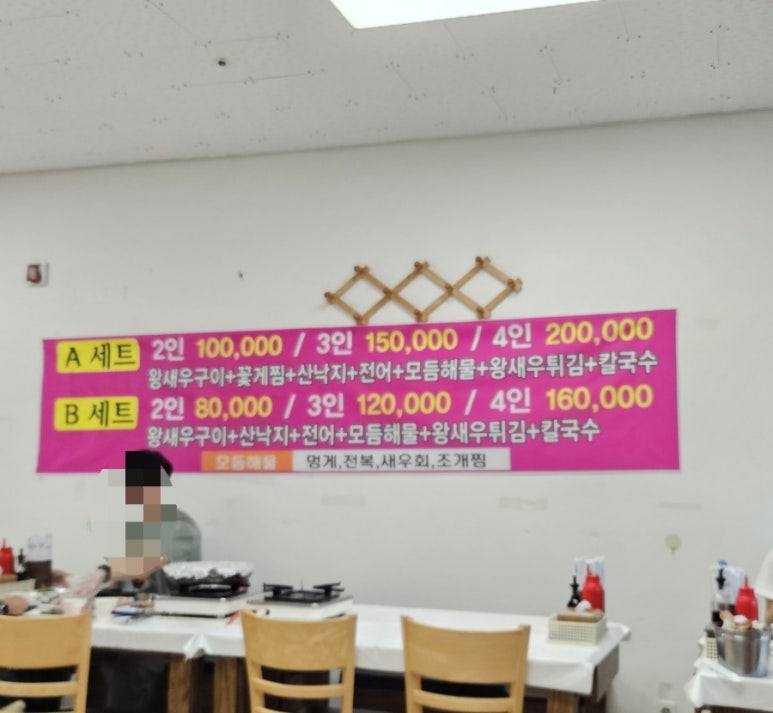 A 세트 2인 100,000 / 3인 150,000 / 4인 200,000
왕새우구이+꽃게찜+산낙지+전어+모듬해물+왕새우튀김+칼국수
B 세트 2인 80,000 / 3인 120,000 / 4인 160,000
왕새우구이+산낙지+전어+모듬해물+왕새우튀김+칼국수
모듬해물 멍게,전복,새우회,조개찜